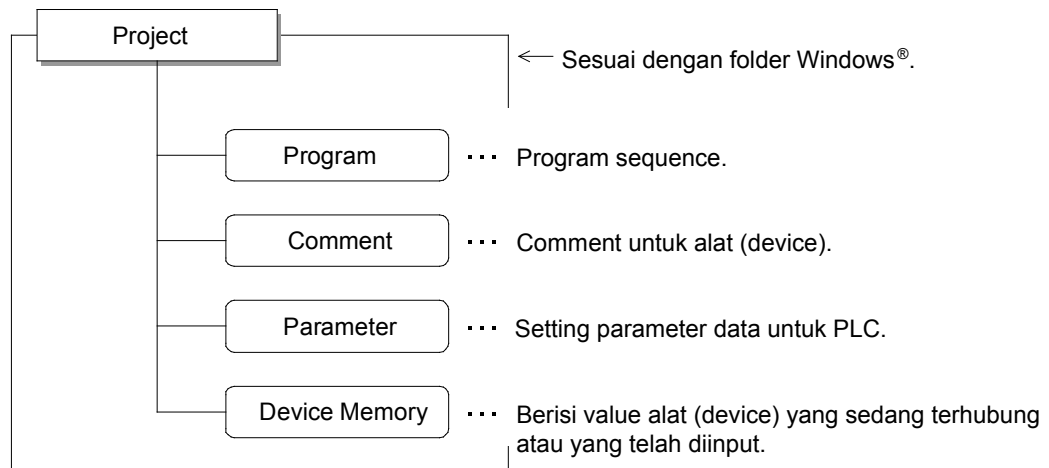 Project
Sesuai dengan folder Windows®.
Program ··· Program sequence.
Comment ··· Comment untuk alat (device).
Parameter ··· Setting parameter data untuk PLC.
Device Memory ··· Berisi value alat (device) yang sedang terhubung
atau yang telah diinput.